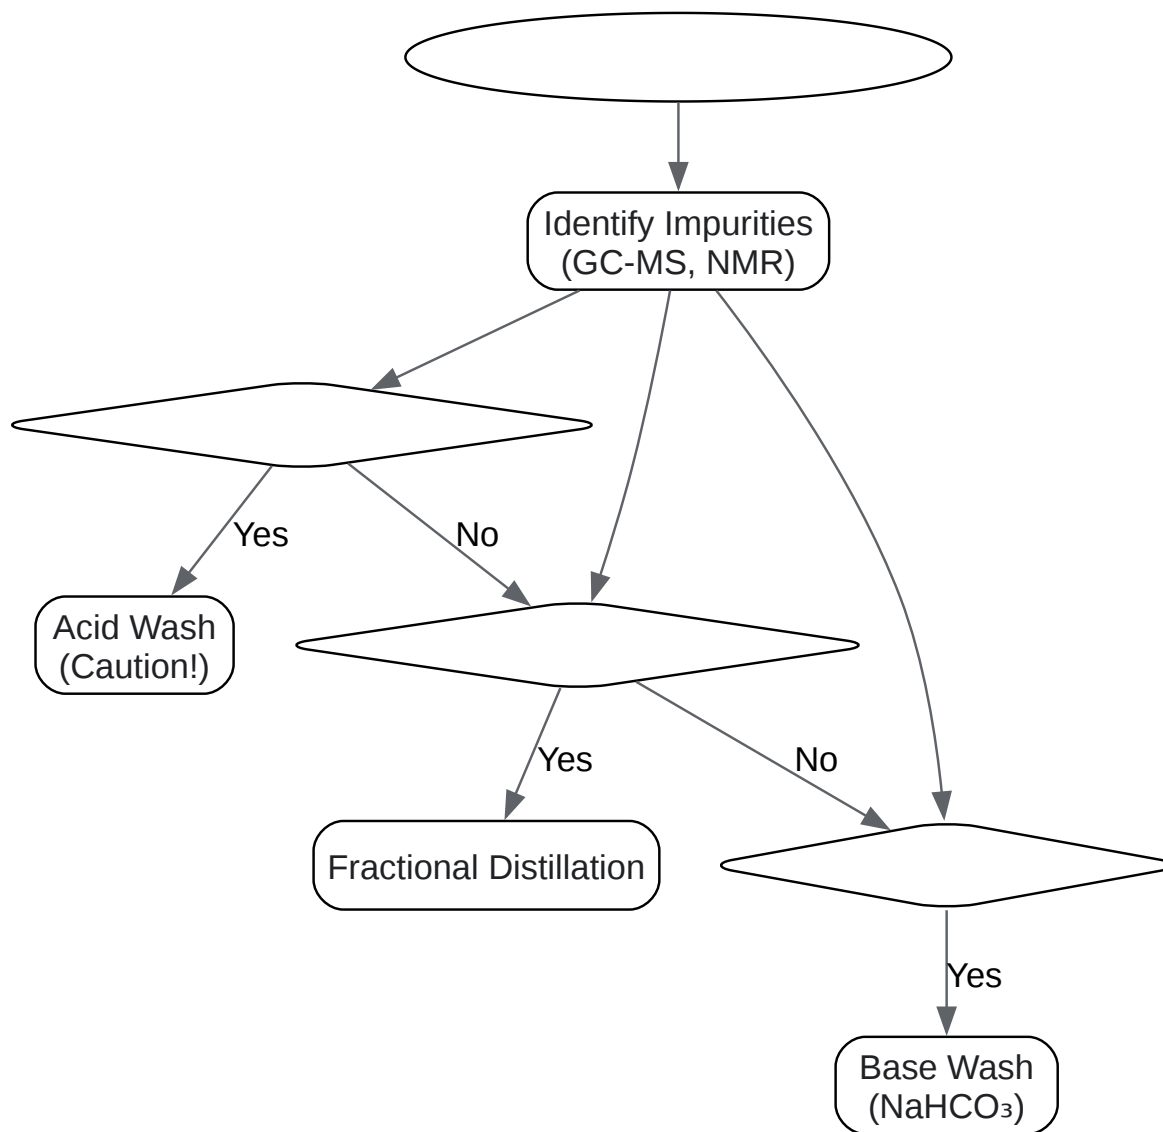 Identify Impurities
(GC-MS, NMR)
Yes
No
Acid Wash
(Caution!)
Yes
No
Fractional Distillation
Yes
Base Wash
(NaHCO₃)